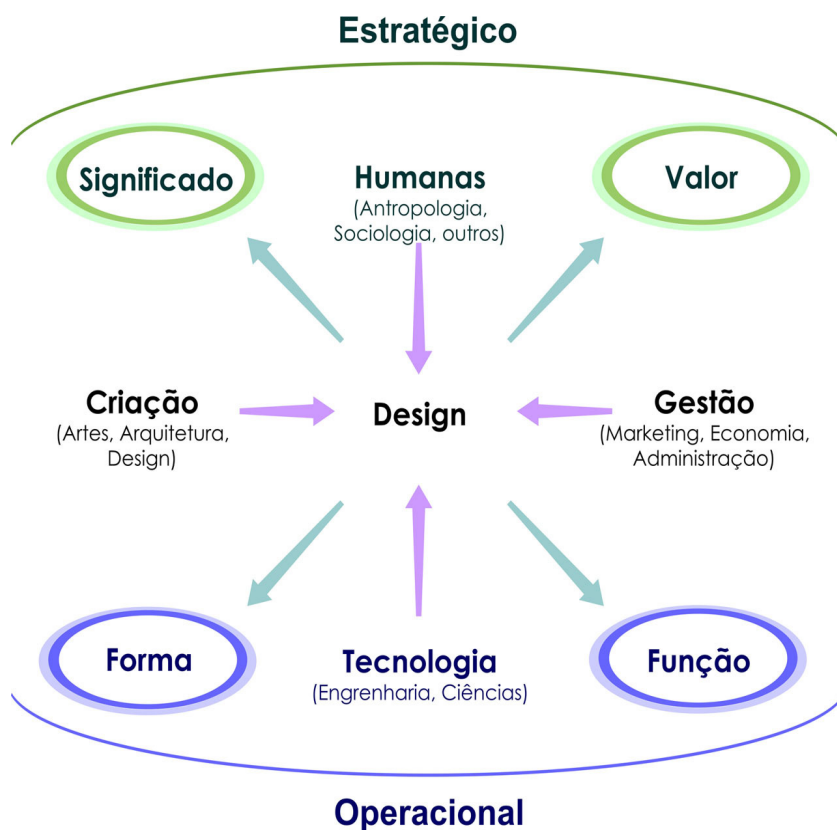 Estratégico
Significado
Humanas
(Antropologia,
Sociologia, outros)
Valor
Criação
(Artes, Arquitetura,
Design)
Design
Gestão
(Marketing, Economia,
Administração)
Forma
Tecnologia
(Engrenharia, Ciências)
Função
Operacional